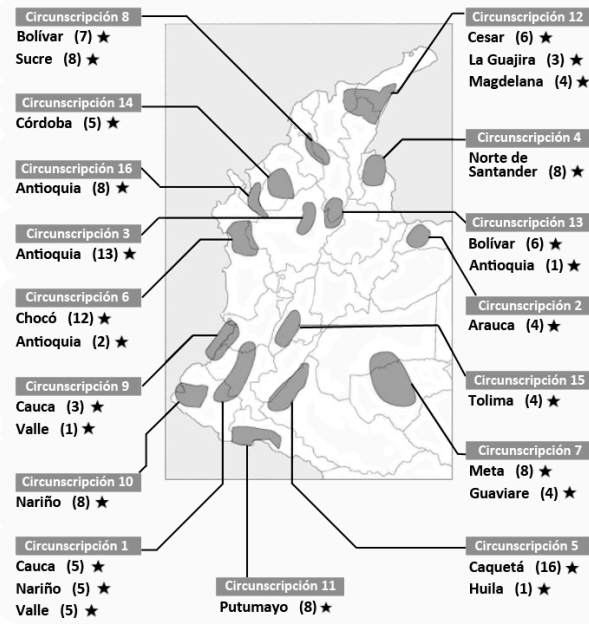 Circunscripción 8
Bolívar (7) ★
Sucre (8) ★
Circunscripción 14
Córdoba (5) ★
Circunscripción 16
Antioquia (8) ★
Circunscripción 3
Antioquia (13) ★
Circunscripción 6
Chocó (12) ★
Antioquia (2) ★
Circunscripción 9
Cauca (3) ★
Valle (1) ★
Circunscripción 10
Nariño (8) ★
Circunscripción 1
Cauca (5) ★
Nariño (5) ★
Valle (5) ★
Circunscripción 11
Putumayo (8) ★
Circunscripción 12
Cesar (6) ★
La Guajira (3) ★
Magdelana (4) ★
Circunscripción 4
Norte de
Santander (8) ★
Circunscripción 13
Bolívar (6) ★
Antioquia (1) ★
Circunscripción 2
Arauca (4) ★
Circunscripción 15
Tolima (4) ★
Circunscripción 7
Meta (8) ★
Guaviare (4) ★
Circunscripción 5
Caquetá (16) ★
Huila (1) ★